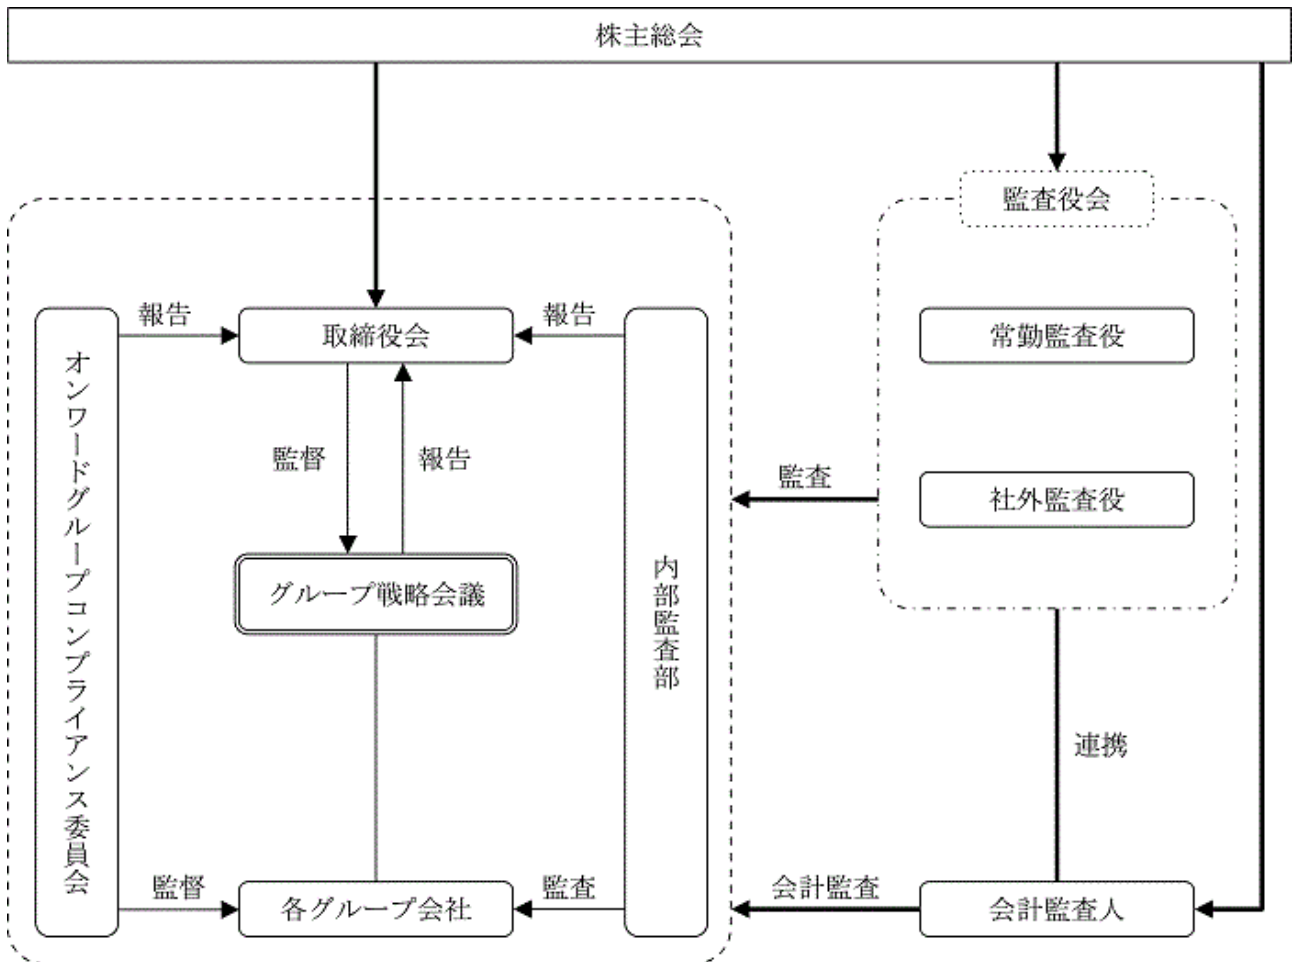 株主総会
監査役会
報告
取締役会
報告
常勤監査役
オンワードグループコンプライアンス委員会
監督
報告
監査
社外監査役
グループ戦略会議
内部監査部
連携
監督
各グループ会社
監査
会計監査
会計監査人